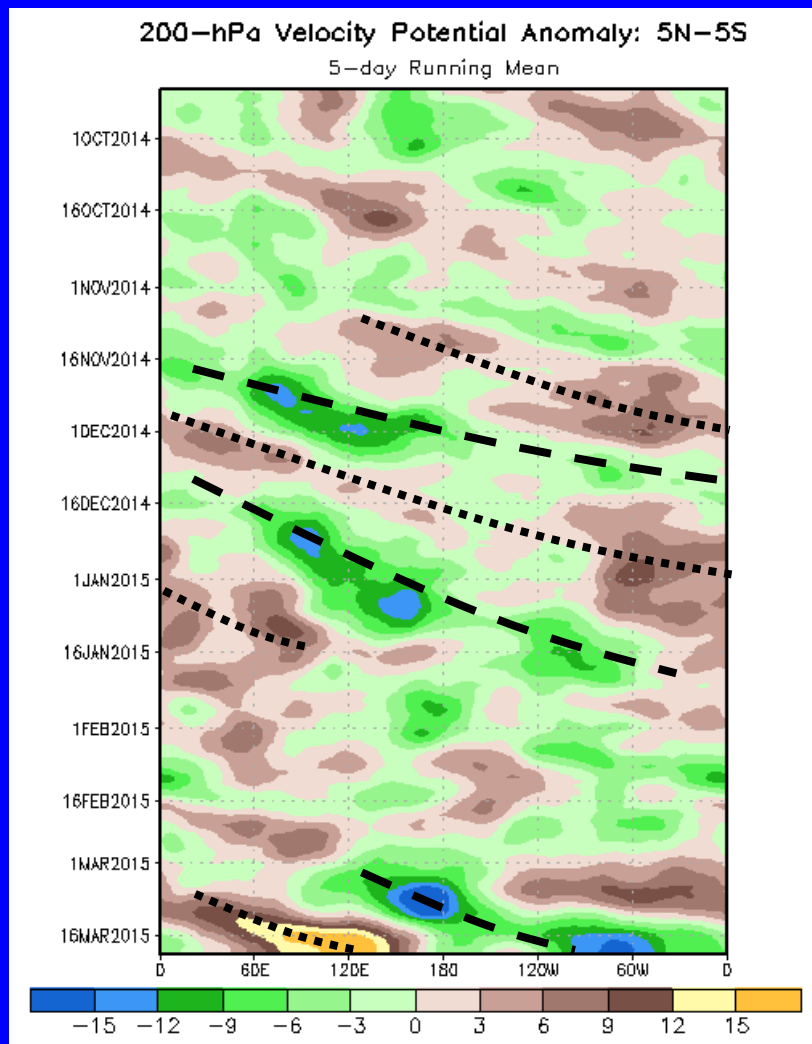 200-hPa Velocity Potential Anomaly: 5N-5S
5-day Running Mean
1OCT2014
16OCT2014
1NOV2014
16NOV2014
1DEC2014
16DEC2014
1JAN2015
16JAN2015
1FEB2015
16FEB2015
1MAR2015
16MAR2015
0 60E 120E 180 120W 60W 0
-15 -12 -9 -6 -3 0 3 6 9 12 15